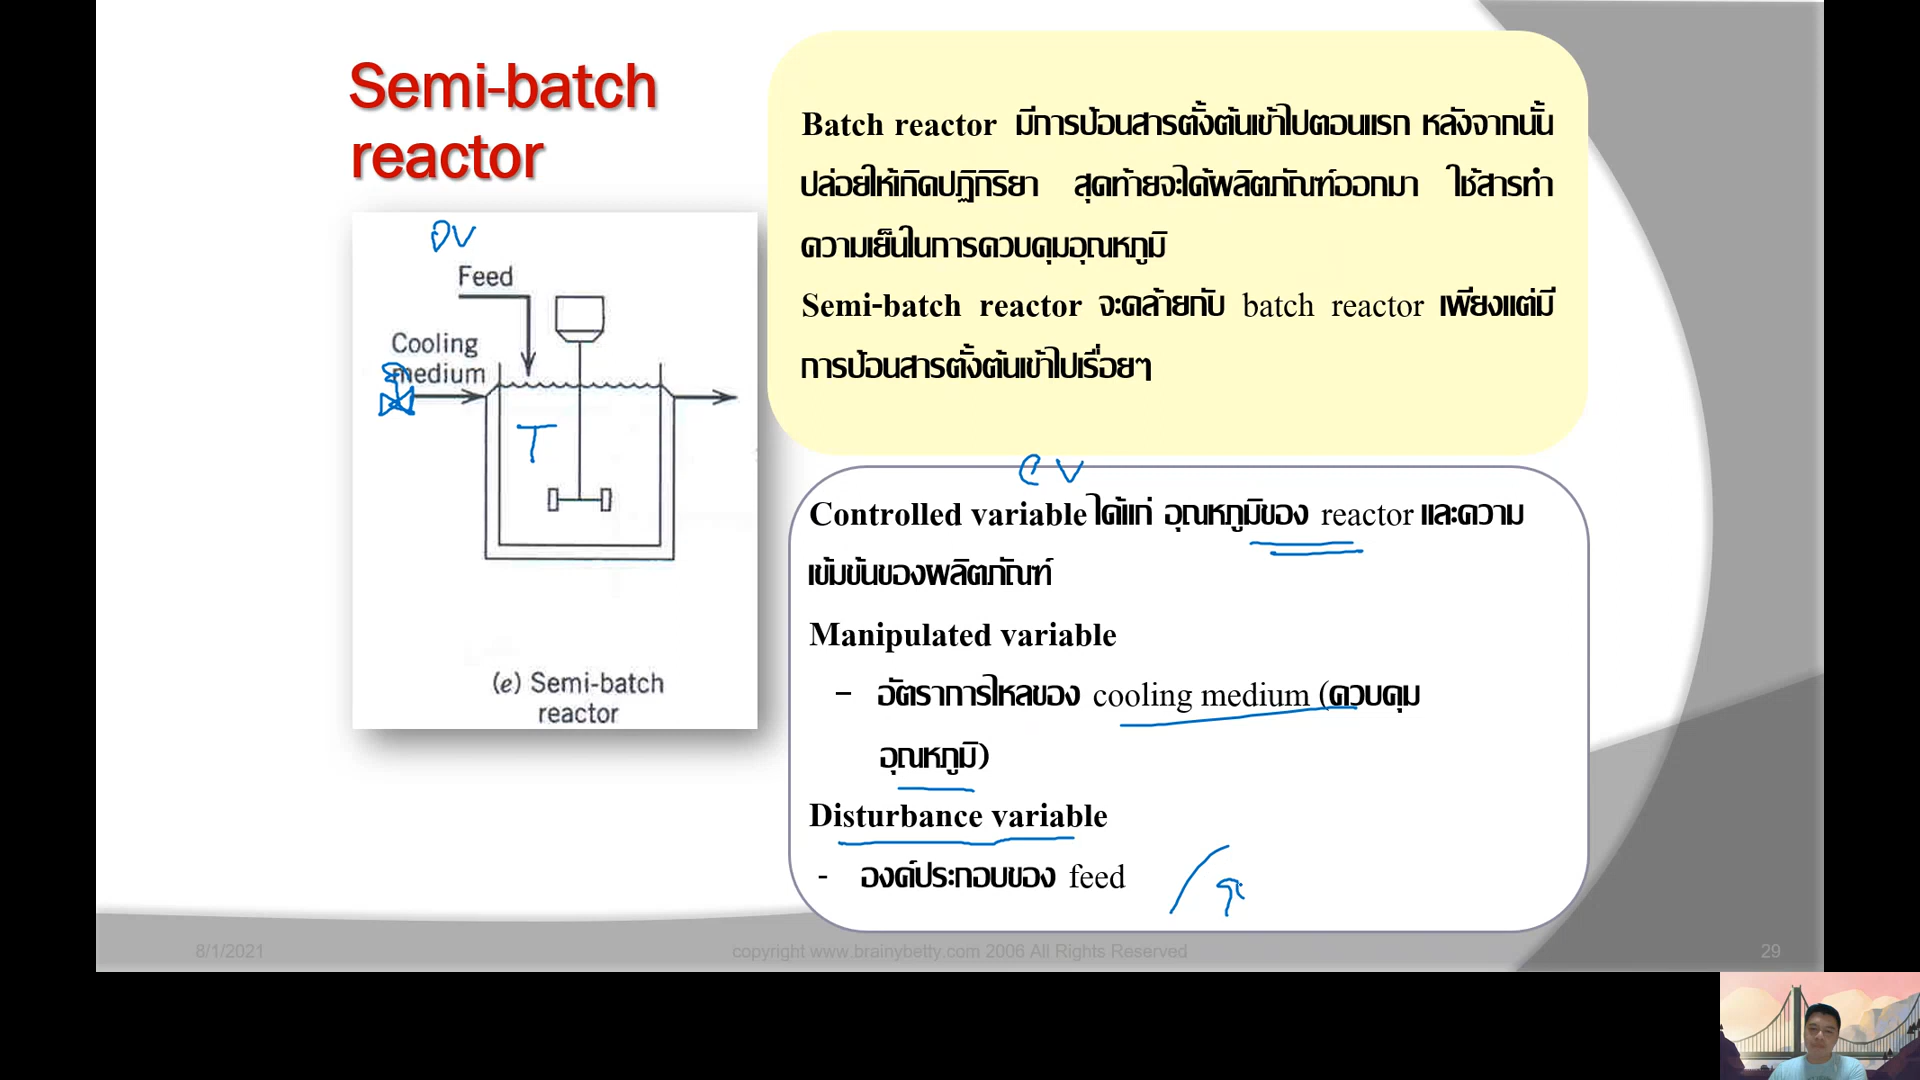 Semi-batch
reactor
DV
Feed
Cooling
medium
T
(e) Semi-batch
reactor
Batch reactor มีการป้อนสารตั้งต้นเข้าไปตอนแรก หลังจากนั้น
ปล่อยให้เกิดปฏิกิริยา สุดท้ายจะได้ผลิตภัณฑ์ออกมา ใช้สารทำ
ความเย็นในการควบคุมอุณหภูมิ
Semi-batch reactor จะคล้ายกับ batch reactor เพียงแต่มี
การป้อนสารตั้งต้นเข้าไปเรื่อยๆ
CV
Controlled variable ได้แก่ อุณหภูมิของ reactor และความ
เข้มข้นของผลิตภัณฑ์
Manipulated variable
– อัตราการไหลของ cooling medium (ควบคุม
อุณหภูมิ)
Disturbance variable
- องค์ประกอบของ feed
8/1/2021
copyright www.brainybetty.com 2006 All Rights Reserved
29